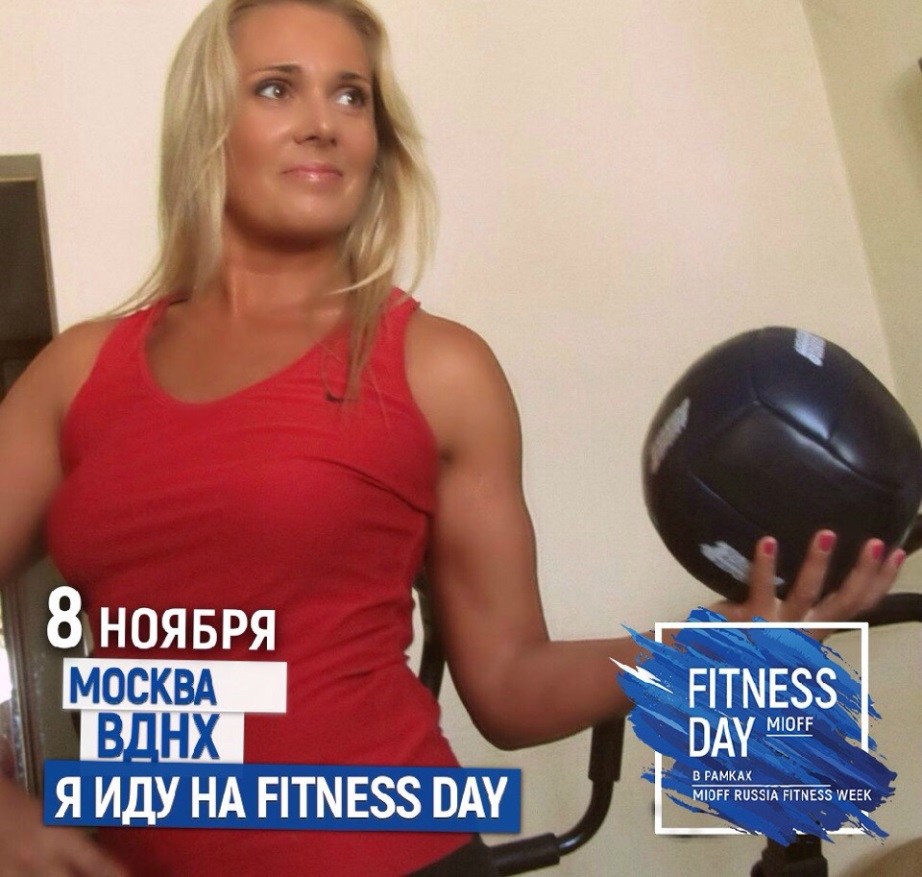 8 НОЯБРЯ
МОСКВА
ВДНХ
Я ИДУ НА FITNESS DAY
FITNESS
DAY MIOFF
В РАМКАХ
MIOFF RUSSIA FITNESS WEEK